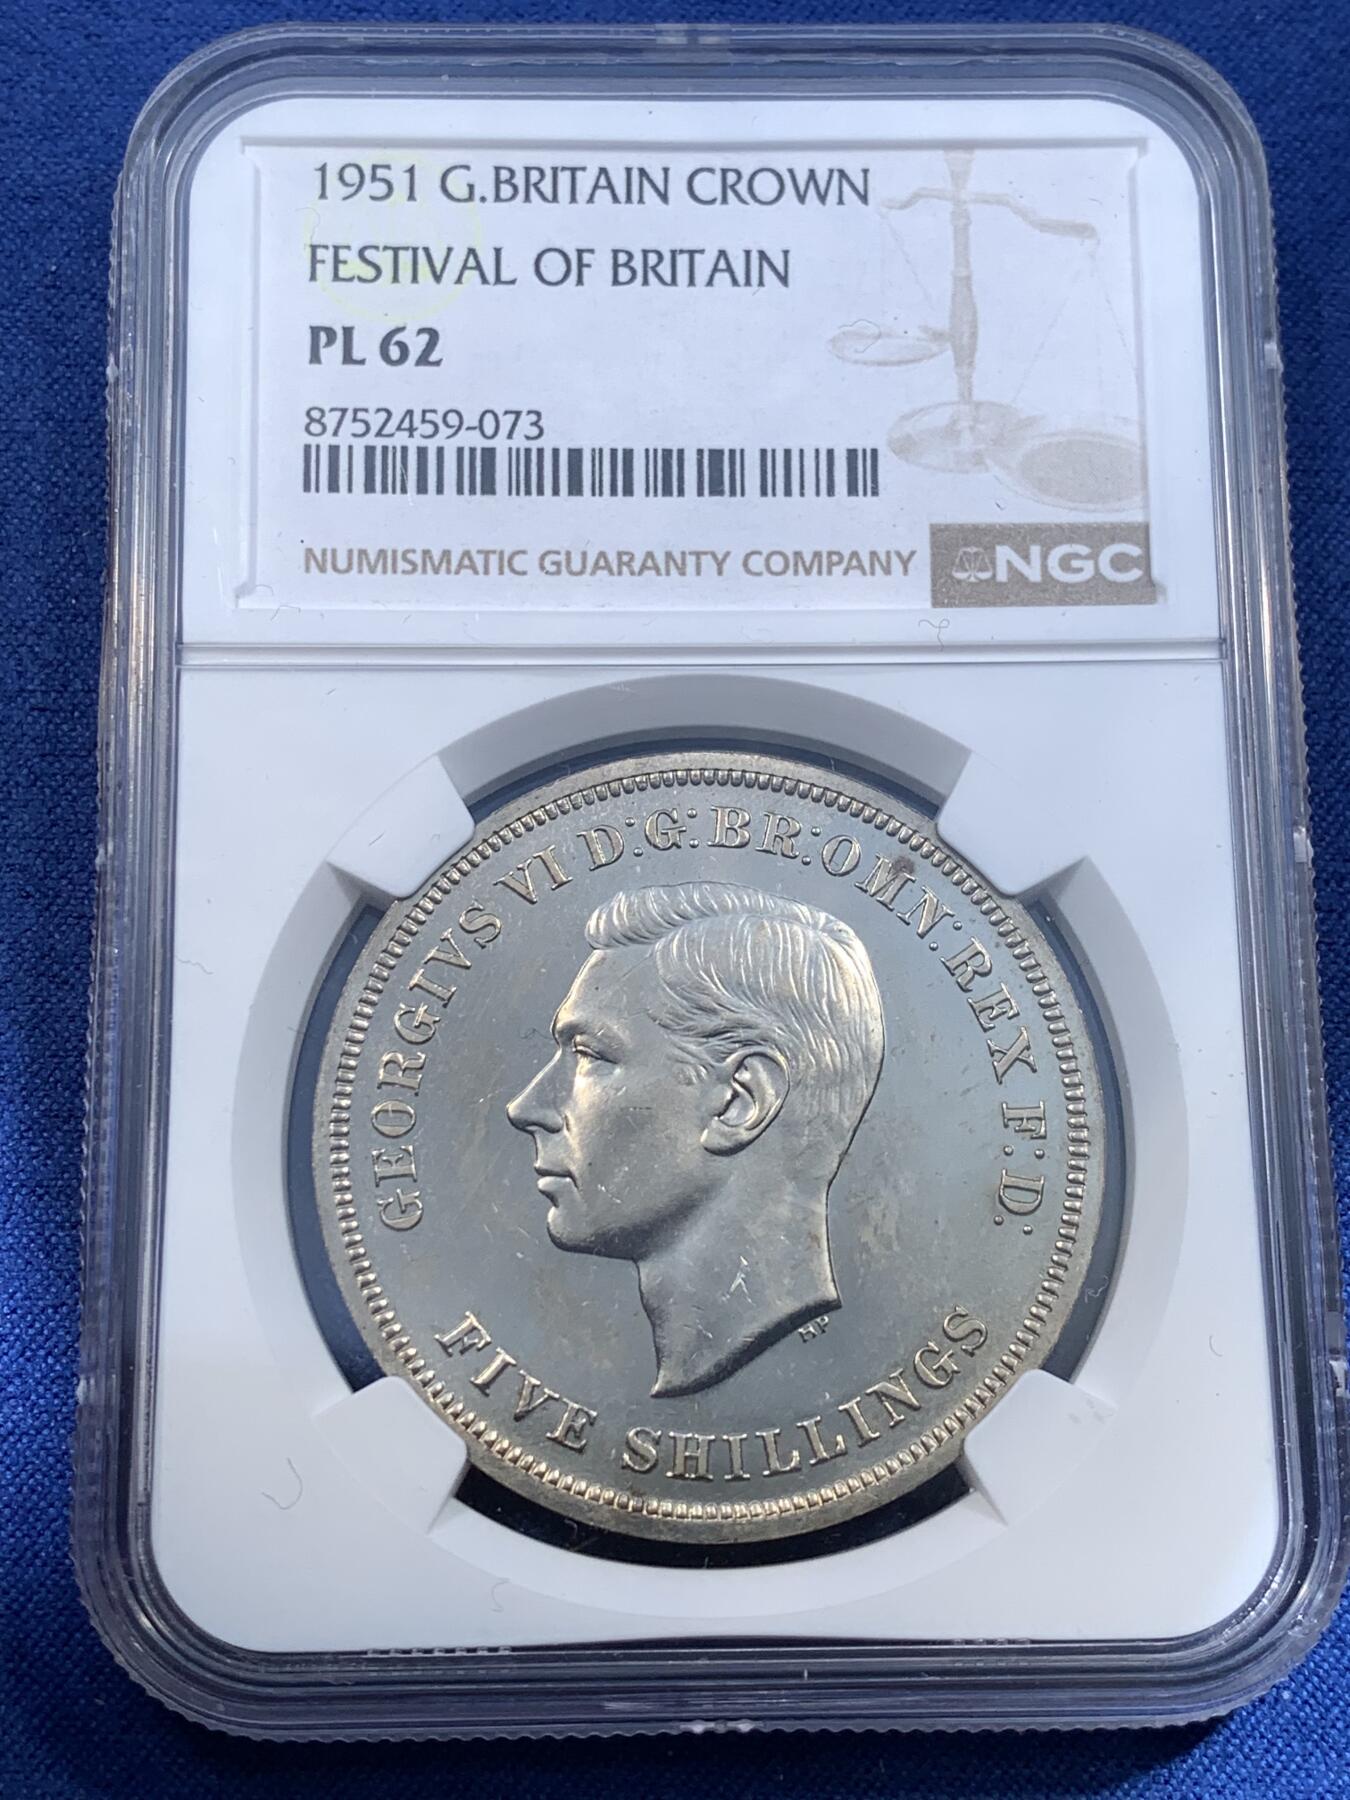 1951 G.BRITAIN CROWN
FESTIVAL OF BRITAIN
PL 62
8752459-073
NUMISMATIC GUARANTY COMPANY
NGC
GEORGIVS VI D:G:BR:OMN:REX F:D:
HP
FIVE SHILLINGS